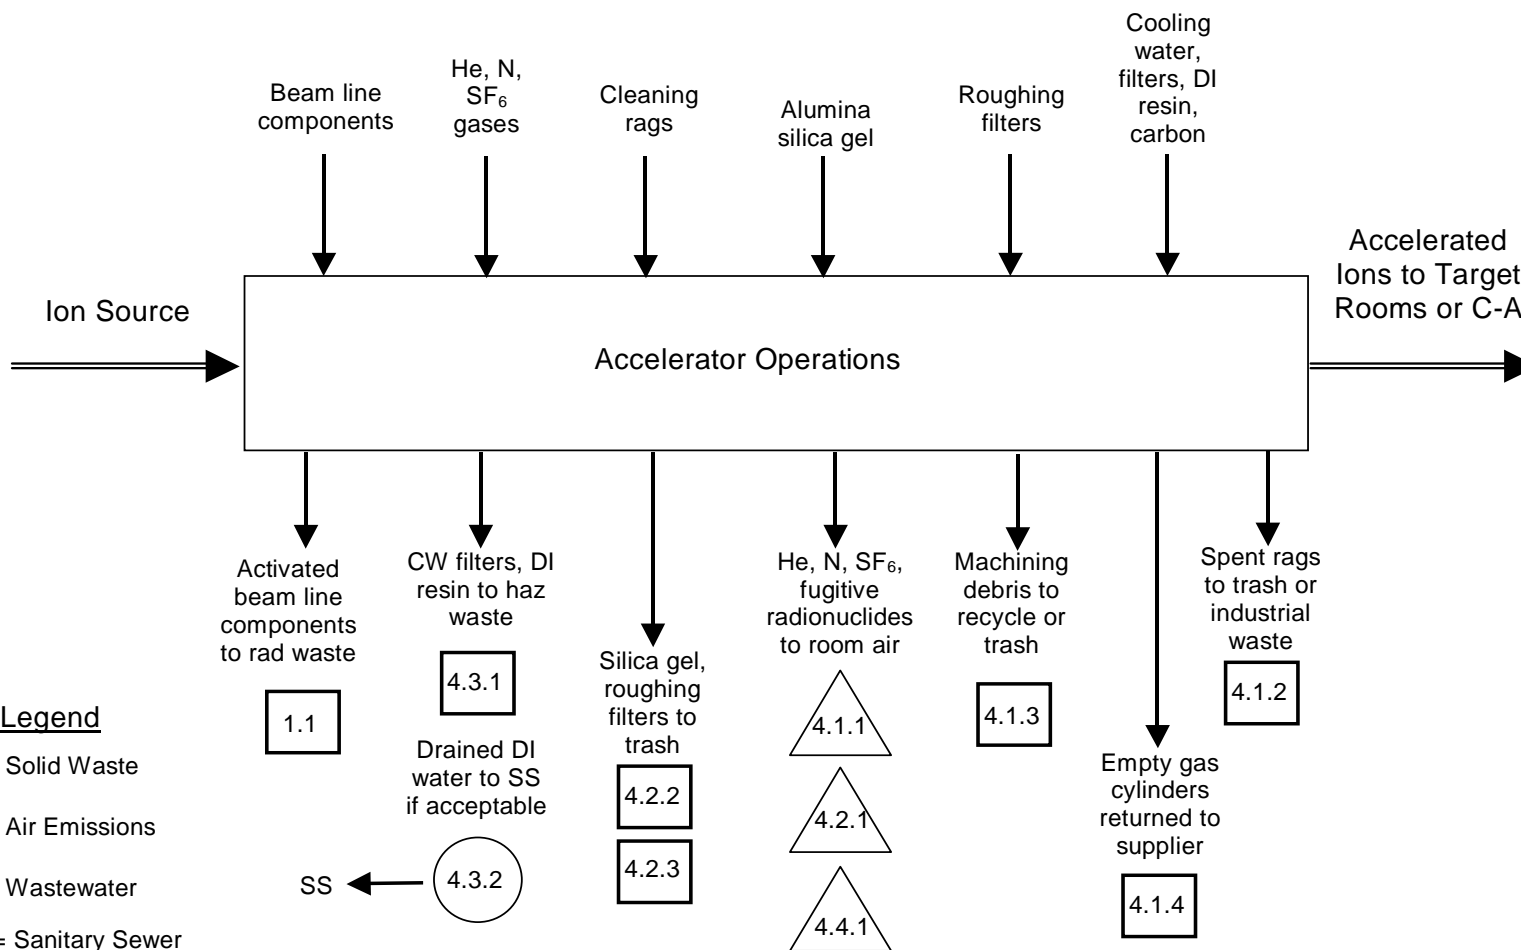 Beam line
components
He, N,
SF₆
gases
Cleaning
rags
Alumina
silica gel
Roughing
filters
Cooling
water,
filters, DI
resin,
carbon
Ion Source
Accelerator Operations
Accelerated
Ions to Target
Rooms or C-A
Activated
beam line
components
to rad waste
1.1
CW filters, DI
resin to haz
waste
4.3.1
Drained DI
water to SS
if acceptable
4.3.2
SS
Silica gel,
roughing
filters to
trash
4.2.2
4.2.3
He, N, SF₆,
fugitive
radionuclides
to room air
4.1.1
4.2.1
4.4.1
Machining
debris to
recycle or
trash
4.1.3
Empty gas
cylinders
returned to
supplier
4.1.4
Spent rags
to trash or
industrial
waste
4.1.2
Legend
Solid Waste
Air Emissions
Wastewater
= Sanitary Sewer